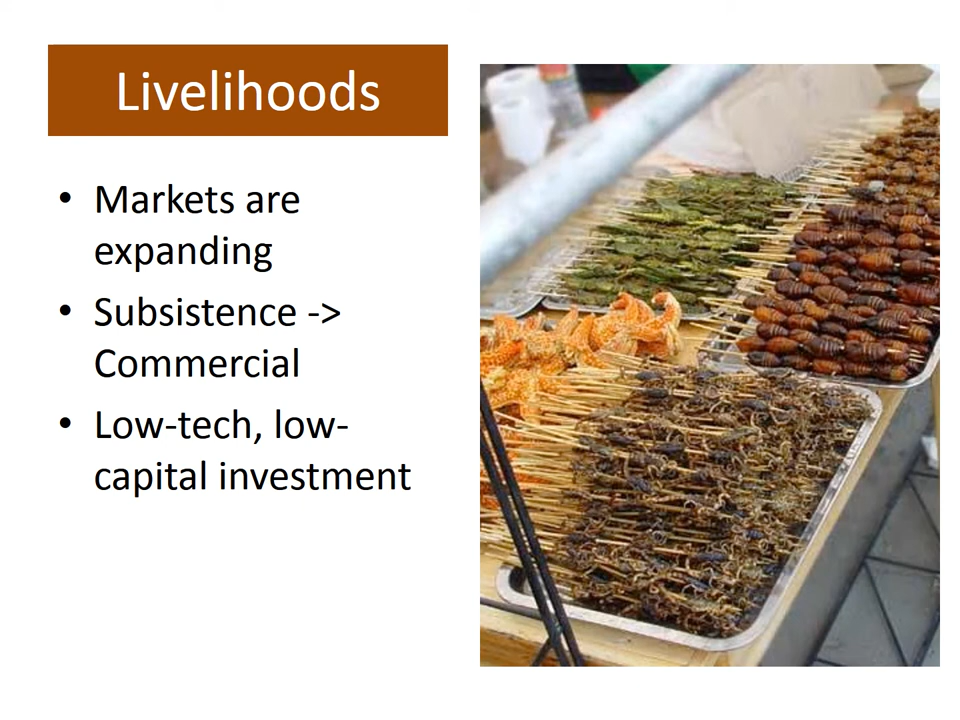 Livelihoods
• Markets are
expanding
• Subsistence ->
Commercial
• Low-tech, low-
capital investment